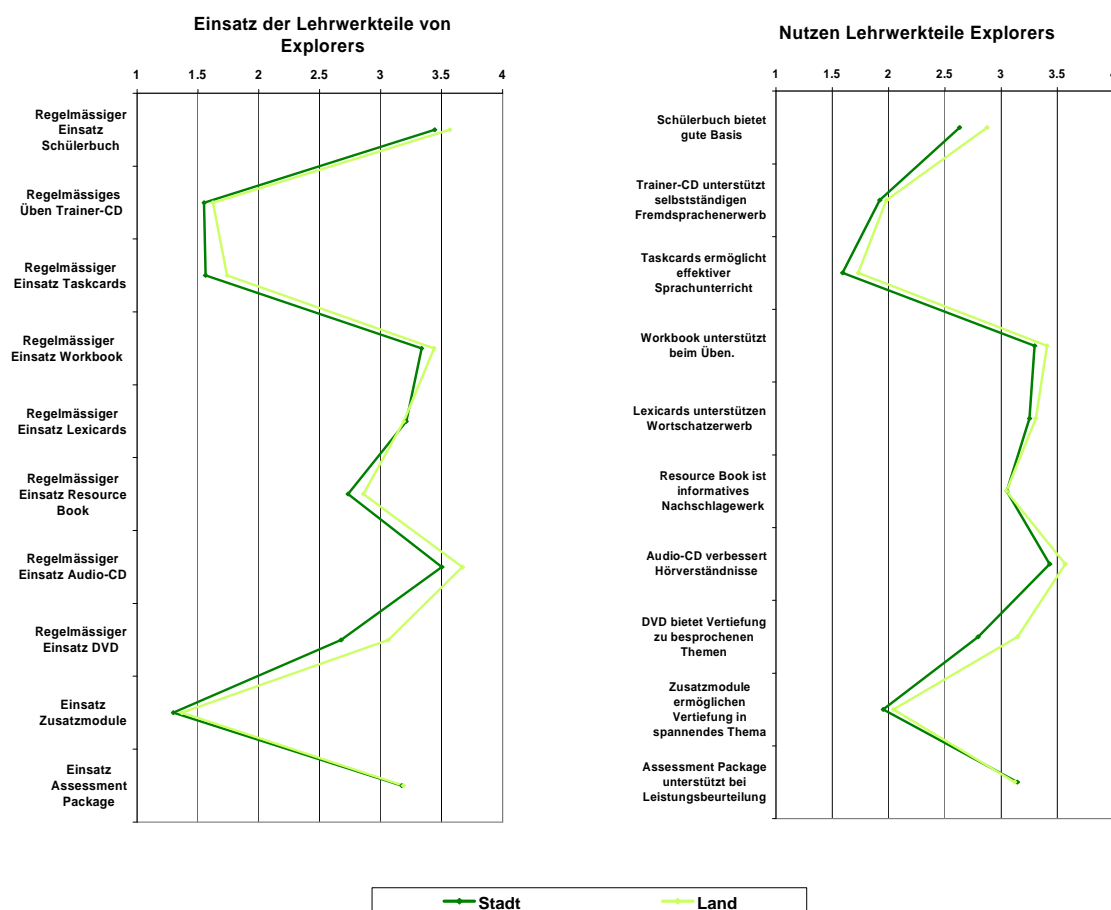 Einsatz der Lehrwerkteile von
Explorers
1 1.5 2 2.5 3 3.5 4
Regelmässiger
Einsatz
Schülerbuch
Regelmässiges
Üben Trainer-CD
Regelmässiger
Einsatz Taskcards
Regelmässiger
Einsatz Workbook
Regelmässiger
Einsatz Lexicards
Regelmässiger
Einsatz Resource
Book
Regelmässiger
Einsatz Audio-CD
Regelmässiger
Einsatz DVD
Einsatz
Zusatzmodule
Einsatz
Assessment
Package
Nutzen Lehrwerkteile Explorers
1 1.5 2 2.5 3 3.5 4
Schülerbuch bietet
gute Basis
Trainer-CD unterstützt
selbstständigen
Fremdsprachenerwerb
Taskcards ermöglicht
effektiver
Sprachunterricht
Workbook unterstützt
beim Üben.
Lexicards unterstützen
Wortschatzerwerb
Resource Book ist
informatives
Nachschlagewerk
Audio-CD verbessert
Hörverständnisse
DVD bietet Vertiefung
zu besprochenen
Themen
Zusatzmodule
ermöglichen
Vertiefung in
spannendes Thema
Assessment Package
unterstützt bei
Leistungsbeurteilung
Stadt Land